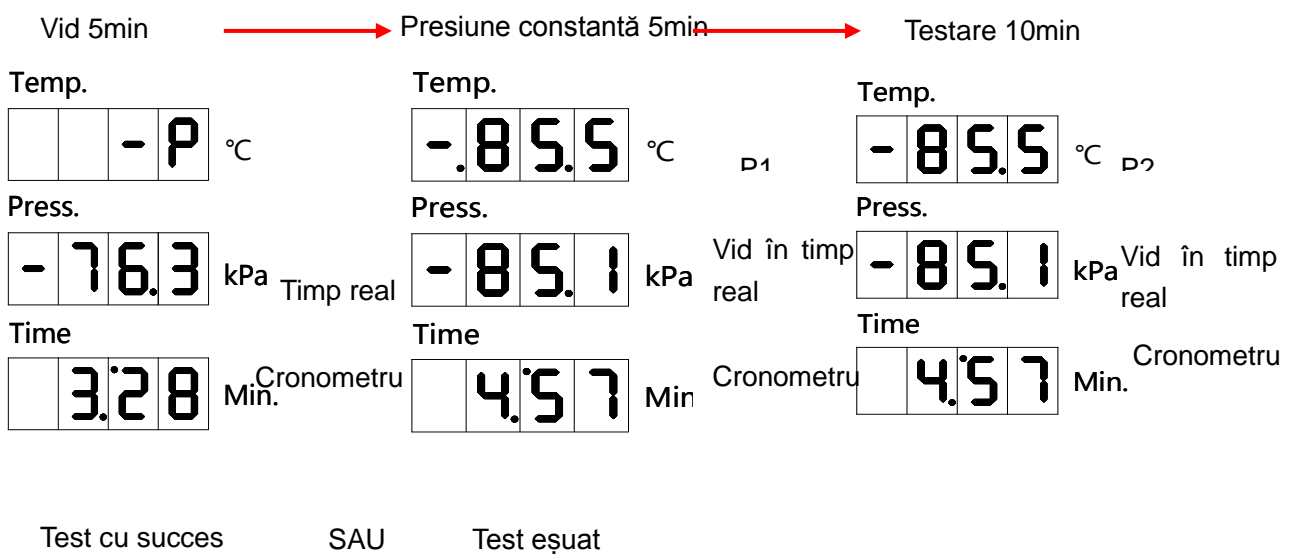 Vid 5min
Presiune constantă 5min
Testare 10min
Temp.
-P ℃
Press.
-76.3 kPa Timp real
Time
3:28 Min. Cronometru
Temp.
-.85.5 ℃ P1
Press.
-85.1 kPa Vid în timp
real
Time
4:57 Min Cronometru
Temp.
-85.5 ℃ P2
Press.
-85.1 kPa Vid în timp
real
Time
4:57 Min. Cronometru
Test cu succes SAU Test eșuat